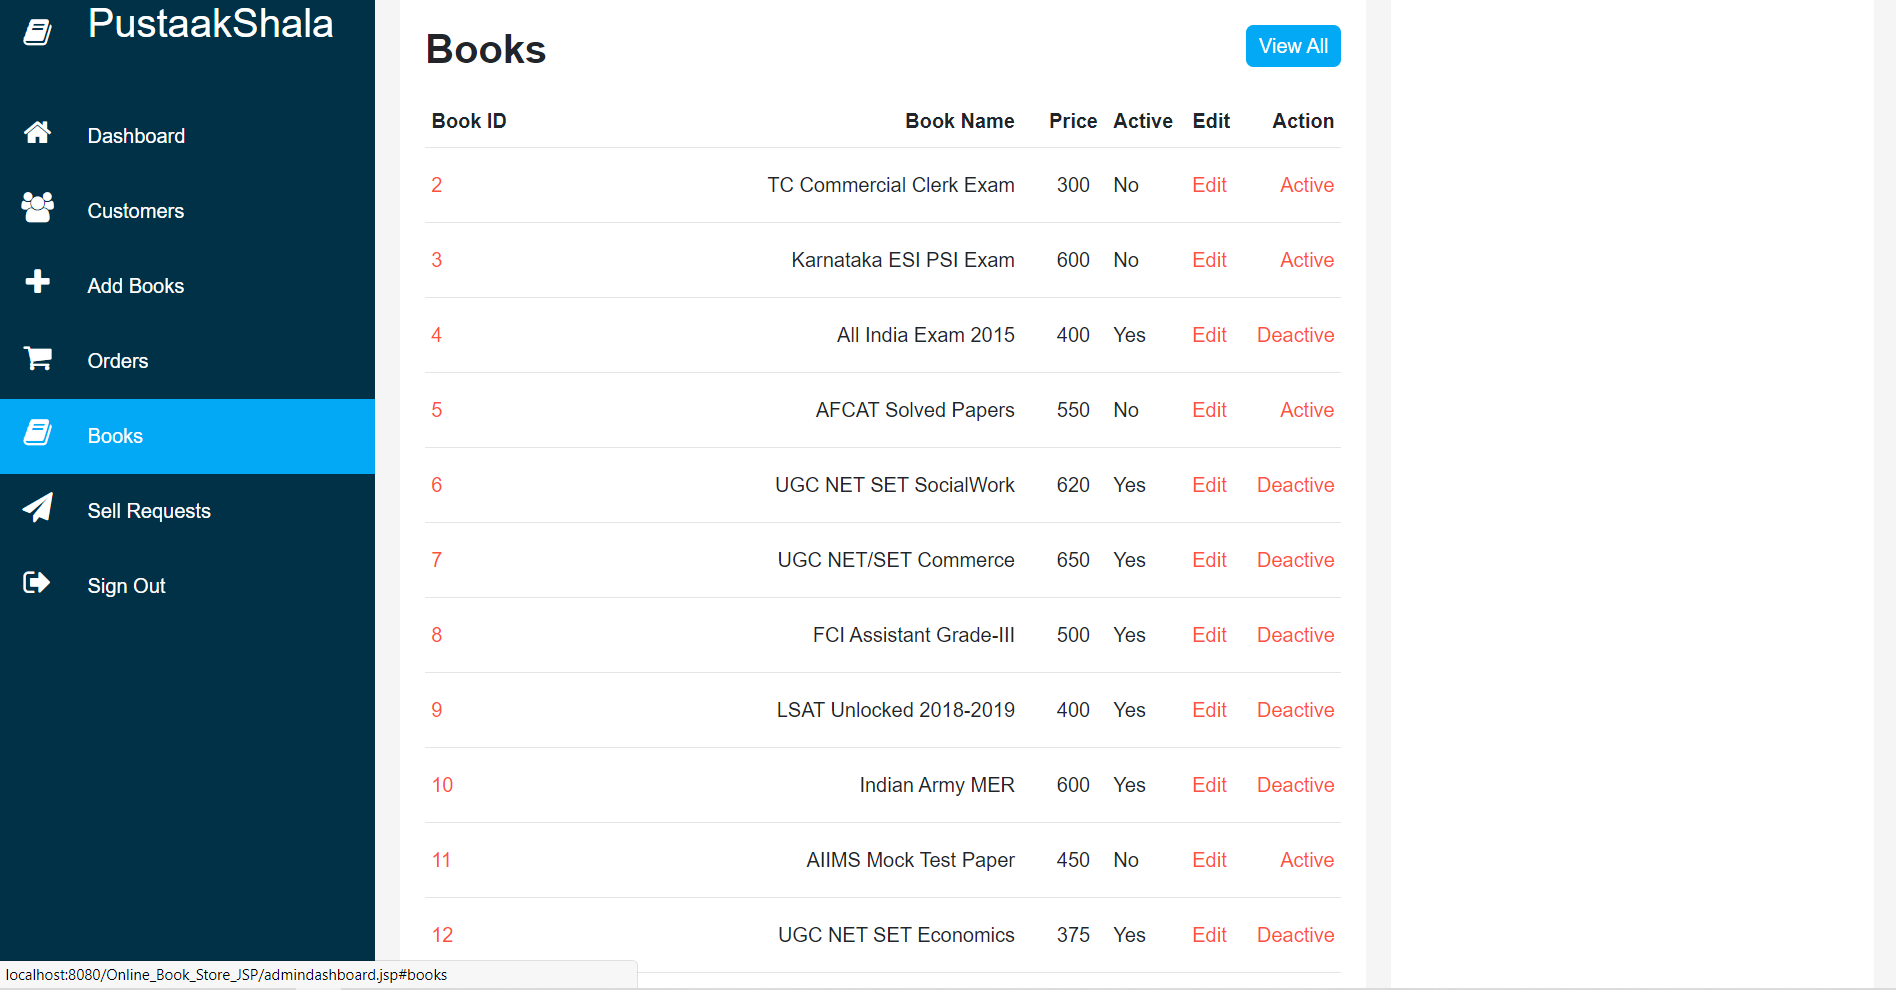 PustaakShala
Dashboard
Customers
Add Books
Orders
Books
Sell Requests
Sign Out
Books
View All
Book ID Book Name Price Active Edit Action
2 TC Commercial Clerk Exam 300 No Edit Active
3 Karnataka ESI PSI Exam 600 No Edit Active
4 All India Exam 2015 400 Yes Edit Deactive
5 AFCAT Solved Papers 550 No Edit Active
6 UGC NET SET SocialWork 620 Yes Edit Deactive
7 UGC NET/SET Commerce 650 Yes Edit Deactive
8 FCI Assistant Grade-III 500 Yes Edit Deactive
9 LSAT Unlocked 2018-2019 400 Yes Edit Deactive
10 Indian Army MER 600 Yes Edit Deactive
11 AIIMS Mock Test Paper 450 No Edit Active
12 UGC NET SET Economics 375 Yes Edit Deactive
localhost:8080/Online_Book_Store_JSP/admindashboard.jsp#books